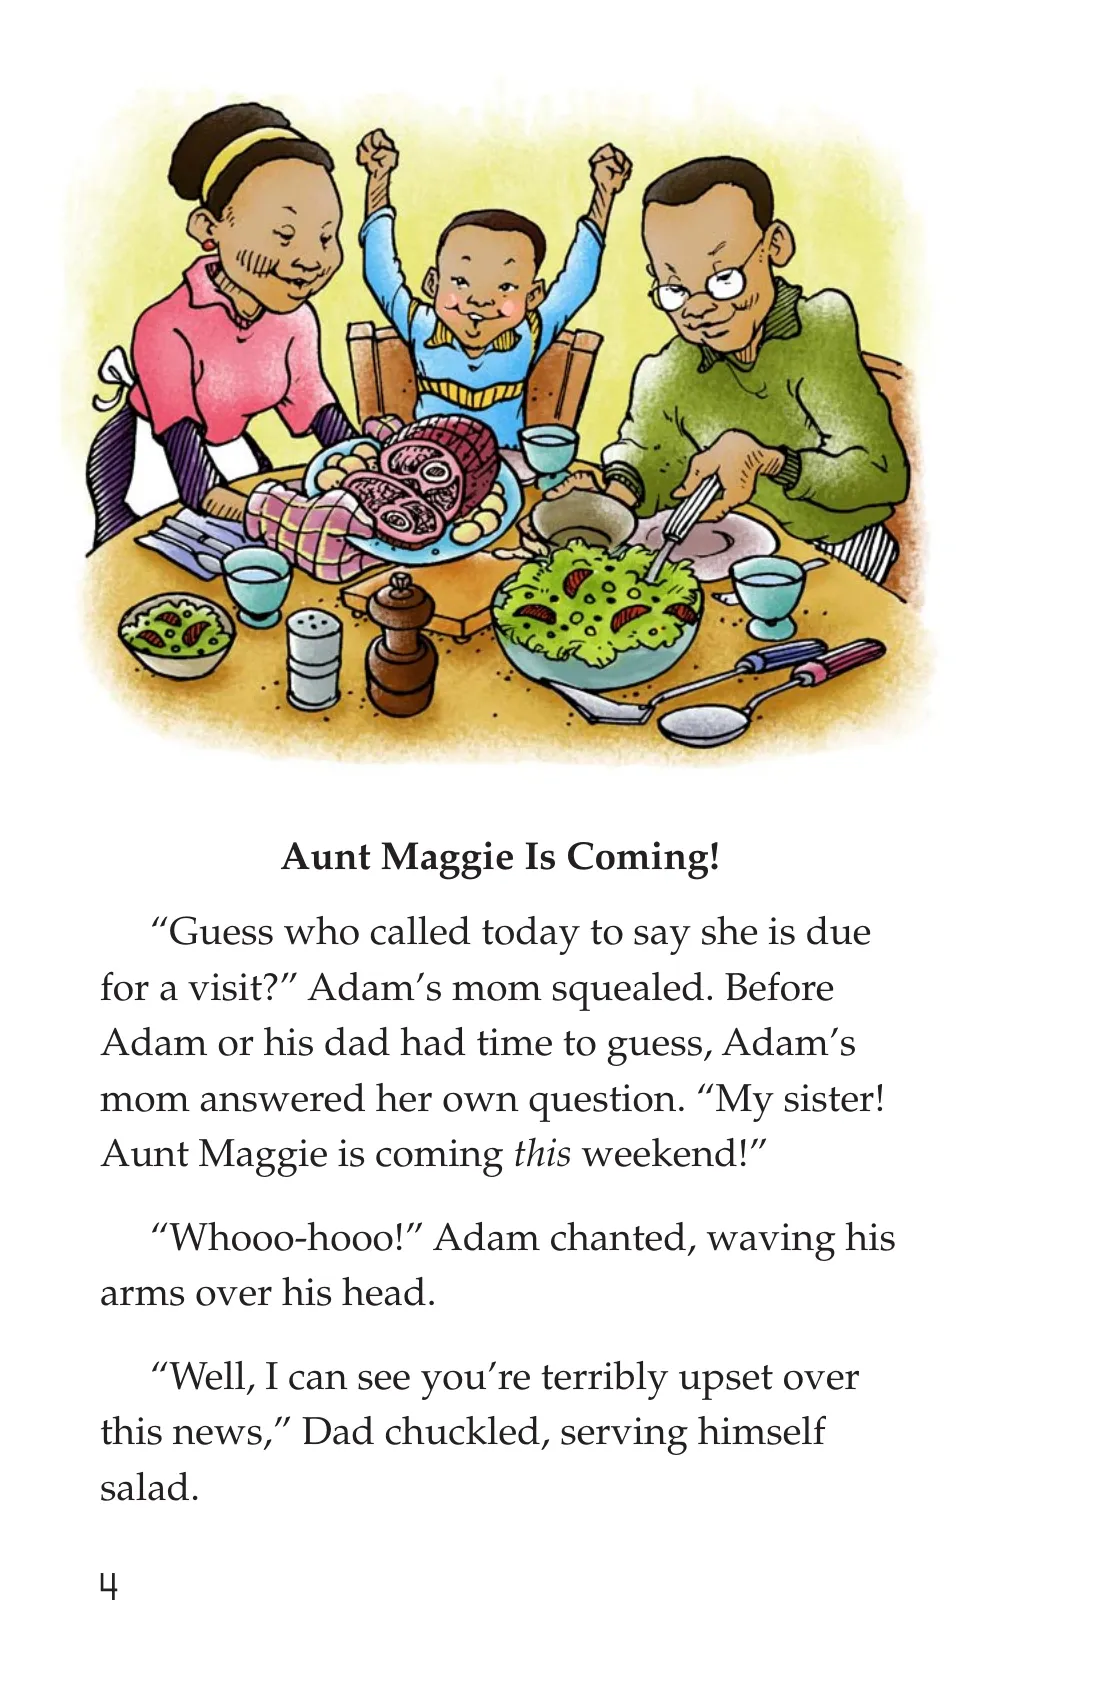 Aunt Maggie Is Coming!
“Guess who called today to say she is due
for a visit?” Adam’s mom squealed. Before
Adam or his dad had time to guess, Adam’s
mom answered her own question. “My sister!
Aunt Maggie is coming this weekend!”
“Whooo-hooo!” Adam chanted, waving his
arms over his head.
“Well, I can see you’re terribly upset over
this news,” Dad chuckled, serving himself
salad.
4